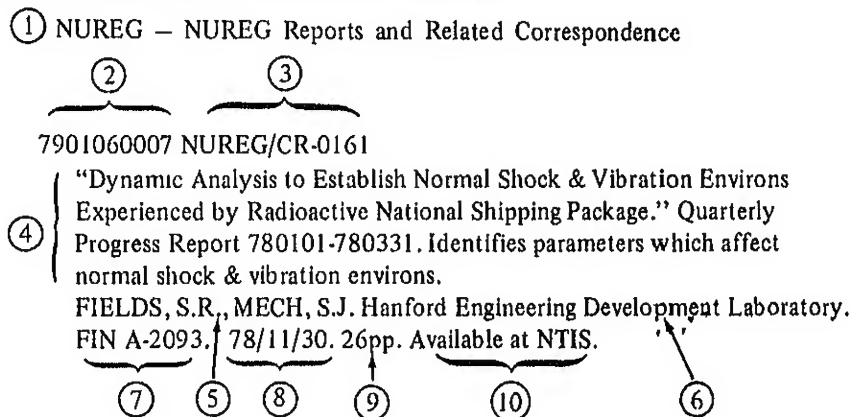 ① NUREG – NUREG Reports and Related Correspondence
② ③
7901060007 NUREG/CR-0161
④
"Dynamic Analysis to Establish Normal Shock & Vibration Environs
Experienced by Radioactive National Shipping Package." Quarterly
Progress Report 780101-780331. Identifies parameters which affect
normal shock & vibration environs.
FIELDS, S.R., MECH, S.J. Hanford Engineering Development Laboratory.
FIN A-2093. 78/11/30. 26pp. Available at NTIS.
⑦ ⑤ ⑧ ⑨ ⑩ ⑥